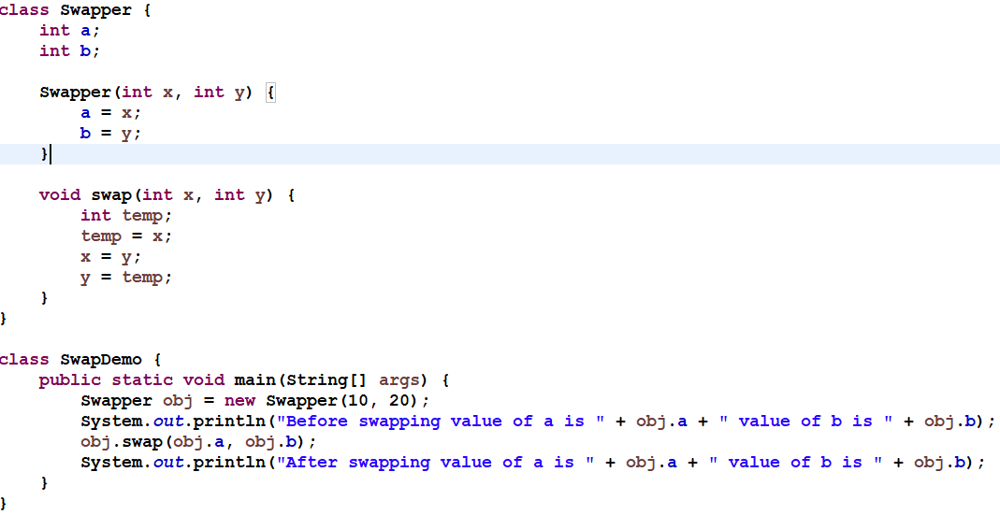 class Swapper {
    int a;
    int b;

    Swapper(int x, int y) {
        a = x;
        b = y;
    }

    void swap(int x, int y) {
        int temp;
        temp = x;
        x = y;
        y = temp;
    }
}

class SwapDemo {
    public static void main(String[] args) {
        Swapper obj = new Swapper(10, 20);
        System.out.println("Before swapping value of a is " + obj.a + " value of b is " + obj.b);
        obj.swap(obj.a, obj.b);
        System.out.println("After swapping value of a is " + obj.a + " value of b is " + obj.b);
    }
}